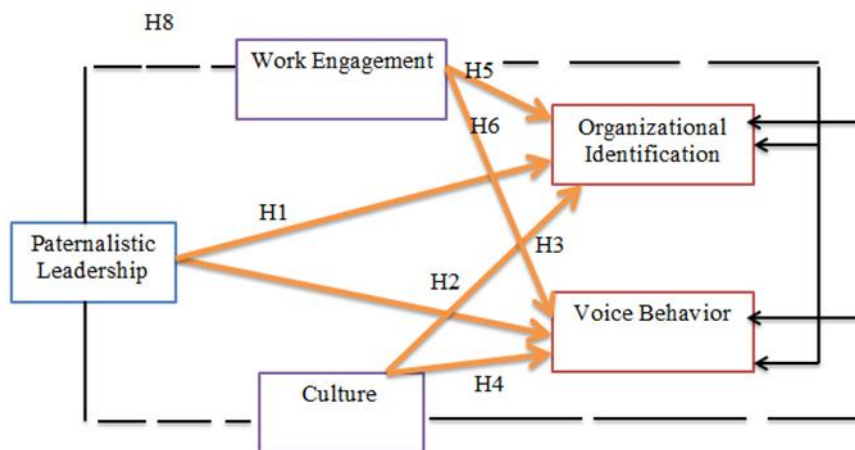 H8
Work Engagement
H5
H6
Organizational
Identification
H1
Paternalistic
Leadership
H3
H2
Voice Behavior
H4
Culture